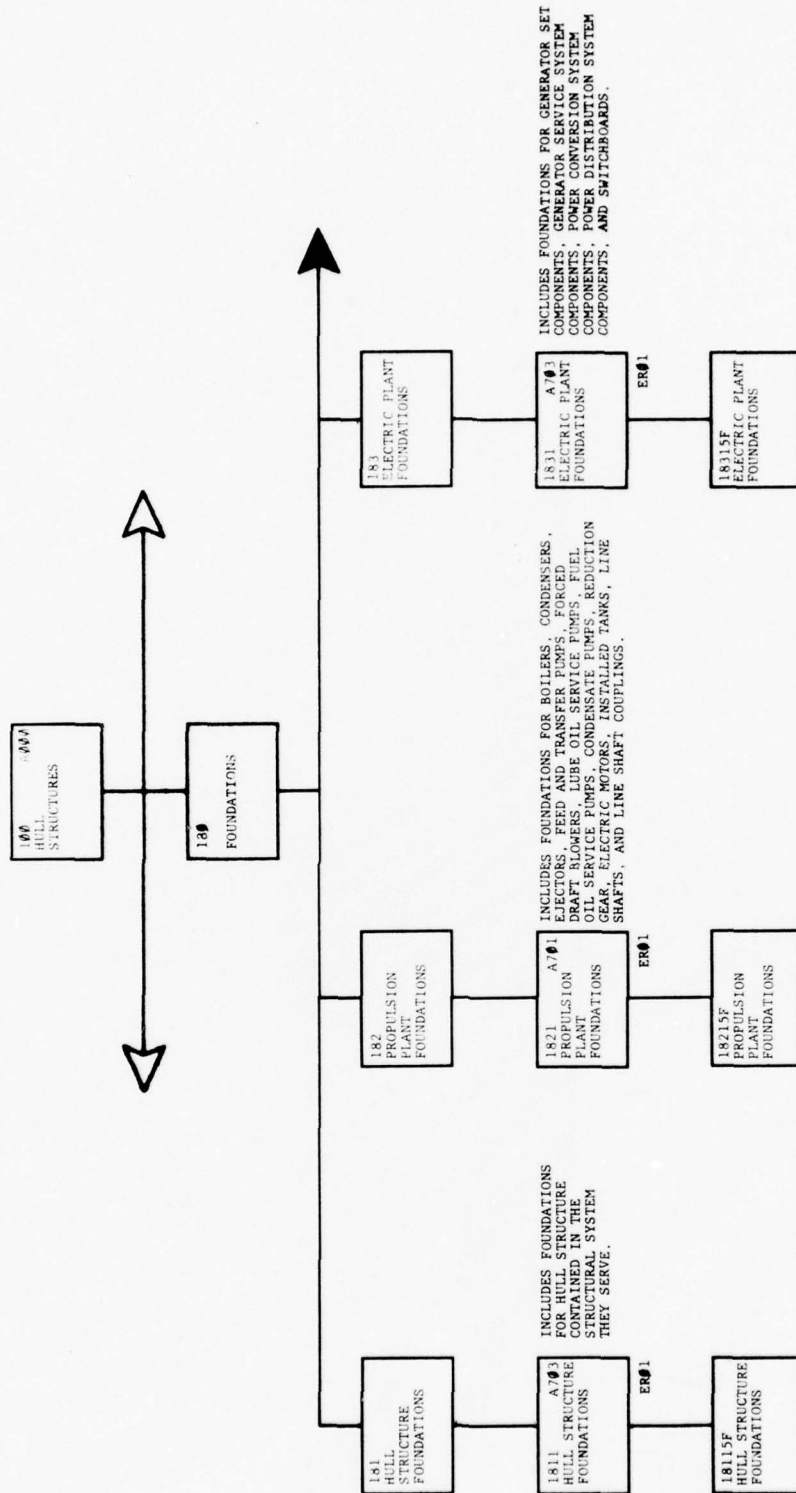 100 A000
HULL
STRUCTURES
180
FOUNDATIONS
181
HULL
STRUCTURE
FOUNDATIONS
182
PROPULSION
PLANT
FOUNDATIONS
183
ELECTRIC PLANT
FOUNDATIONS
1811 A703
HULL STRUCTURE
FOUNDATIONS
ER01
INCLUDES FOUNDATIONS
FOR HULL STRUCTURE
CONTAINED IN THE
STRUCTURAL SYSTEM
THEY SERVE.
1821 A701
PROPULSION
PLANT
FOUNDATIONS
ER01
INCLUDES FOUNDATIONS FOR BOILERS, CONDENSERS,
EJECTORS, FEED AND TRANSFER PUMPS, FORCED
DRAFT BLOWERS, LUBE OIL SERVICE PUMPS, FUEL
OIL SERVICE PUMPS, CONDENSATE PUMPS, REDUCTION
GEAR, ELECTRIC MOTORS, INSTALLED TANKS, LINE
SHAFTS, AND LINE SHAFT COUPLINGS.
1831 A703
ELECTRIC PLANT
FOUNDATIONS
ER01
INCLUDES FOUNDATIONS FOR GENERATOR SET
COMPONENTS, GENERATOR SERVICE SYSTEM
COMPONENTS, POWER CONVERSION SYSTEM
COMPONENTS, POWER DISTRIBUTION SYSTEM
COMPONENTS, AND SWITCHBOARDS.
18115F
HULL STRUCTURE
FOUNDATIONS
18215F
PROPULSION
PLANT
FOUNDATIONS
18315F
ELECTRIC PLANT
FOUNDATIONS